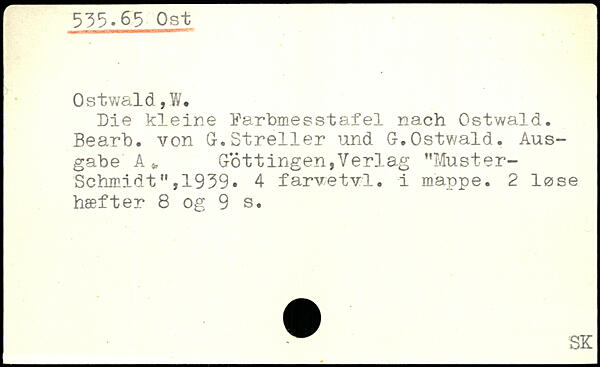 535.65 Ost
Ostwald,W.
Die kleine Farbmesstafel nach Ostwald.
Bearb. von G.Streller und G.Ostwald. Aus-
gabe A. Göttingen,Verlag "Muster-
Schmidt",1939. 4 farvetvl. i mappe. 2 løse
hæfter 8 og 9 s.
SK